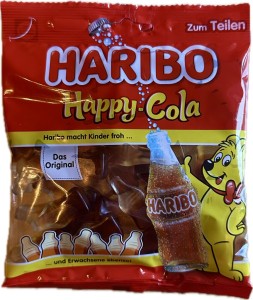 Zum Teilen
HARIBO
Happy-Cola
Haribo macht Kinder froh ...
Das
Original
HARIBO
... und Erwachsene ebenso!